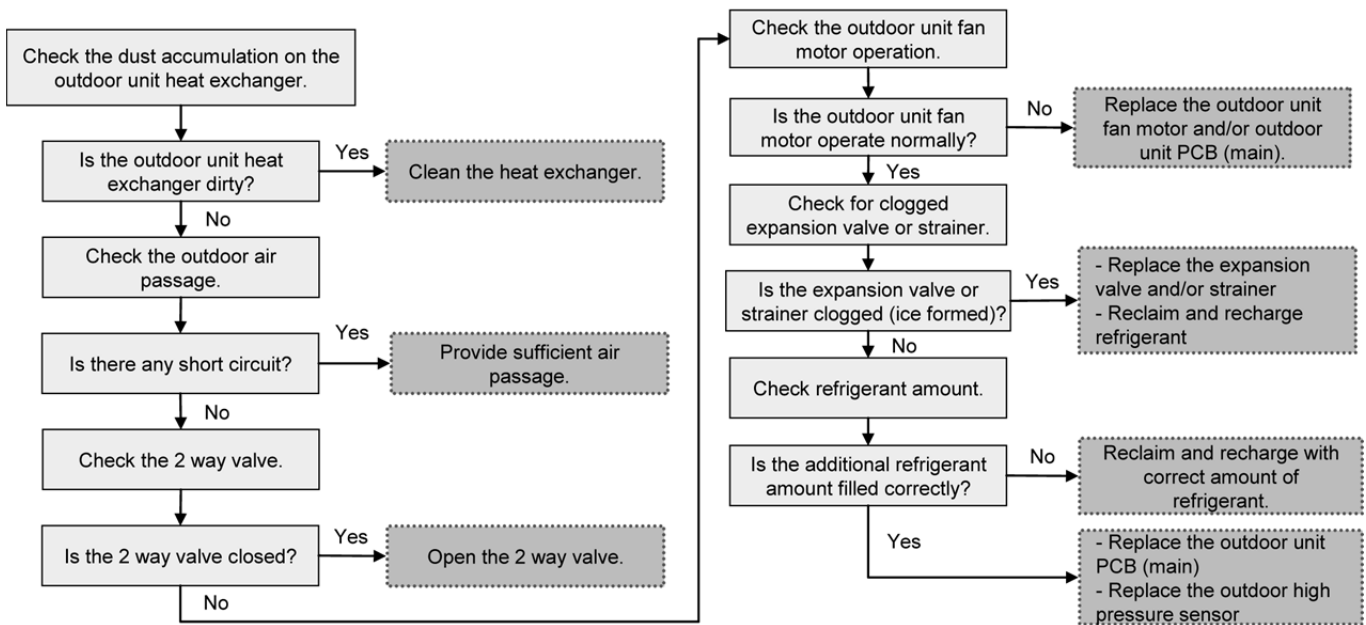 Check the dust accumulation on the
outdoor unit heat exchanger.
Is the outdoor unit heat
exchanger dirty?
Yes
Clean the heat exchanger.
No
Check the outdoor air
passage.
Is there any short circuit?
Yes
Provide sufficient air
passage.
No
Check the 2 way valve.
Is the 2 way valve closed?
Yes
Open the 2 way valve.
No
Check the outdoor unit fan
motor operation.
Is the outdoor unit fan
motor operate normally?
No
Replace the outdoor unit
fan motor and/or outdoor
unit PCB (main).
Yes
Check for clogged
expansion valve or strainer.
Is the expansion valve or
strainer clogged (ice formed)?
Yes
- Replace the expansion
valve and/or strainer
- Reclaim and recharge
refrigerant
No
Check refrigerant amount.
Is the additional refrigerant
amount filled correctly?
No
Reclaim and recharge with
correct amount of
refrigerant.
Yes
- Replace the outdoor unit
PCB (main)
- Replace the outdoor high
pressure sensor